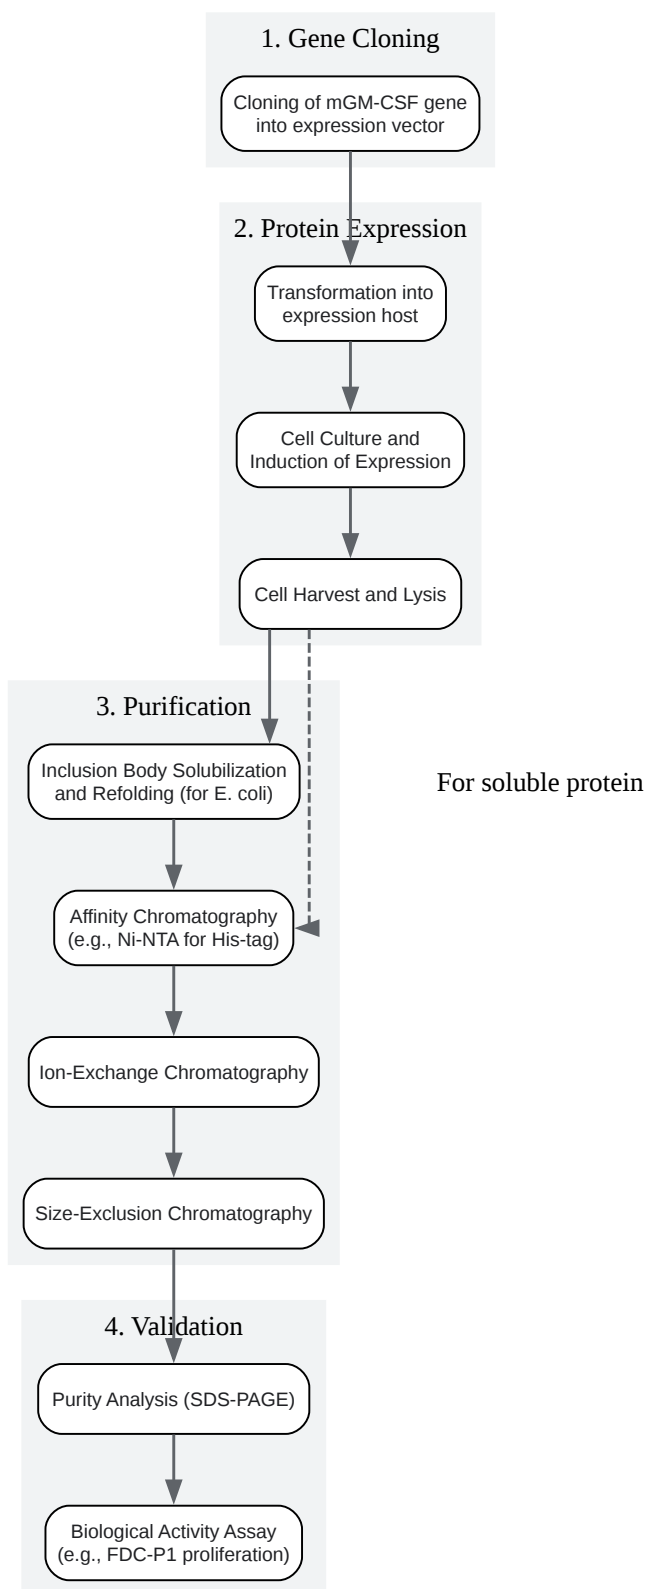 1. Gene Cloning
Cloning of mGM-CSF gene
into expression vector
2. Protein Expression
Transformation into
expression host
Cell Culture and
Induction of Expression
Cell Harvest and Lysis
3. Purification
Inclusion Body Solubilization
and Refolding (for E. coli)
For soluble protein
Affinity Chromatography
(e.g., Ni-NTA for His-tag)
Ion-Exchange Chromatography
Size-Exclusion Chromatography
4. Validation
Purity Analysis (SDS-PAGE)
Biological Activity Assay
(e.g., FDC-P1 proliferation)